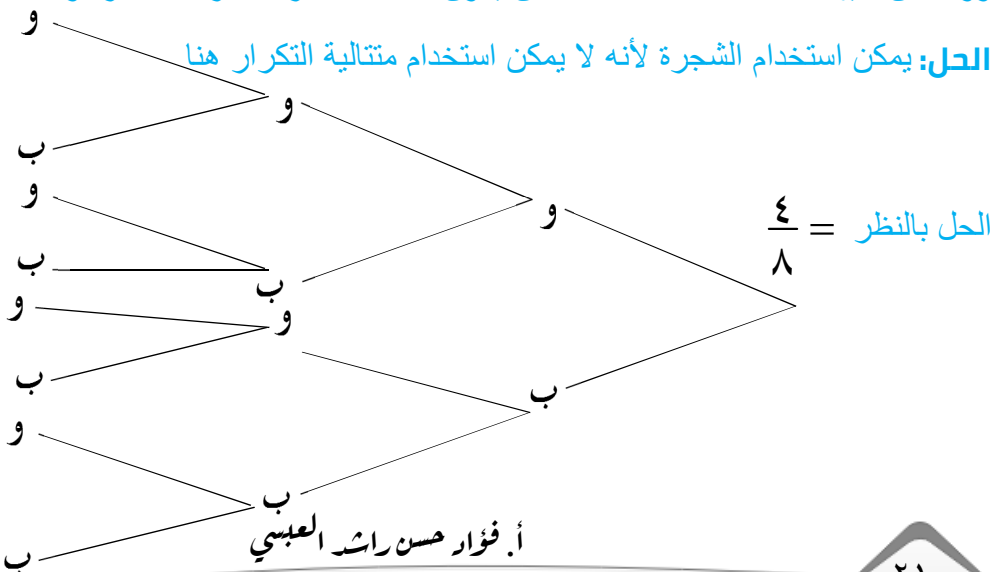 الحل: يمكن استخدام الشجرة لأنه لا يمكن استخدام متتالية التكرار هنا
و
و
ب
و
و
الحل بالنظر = ٤/٨
ب
ب
و
و
ب
ب
و
ب
ب
أ. فؤاد حسن راشد العبسي